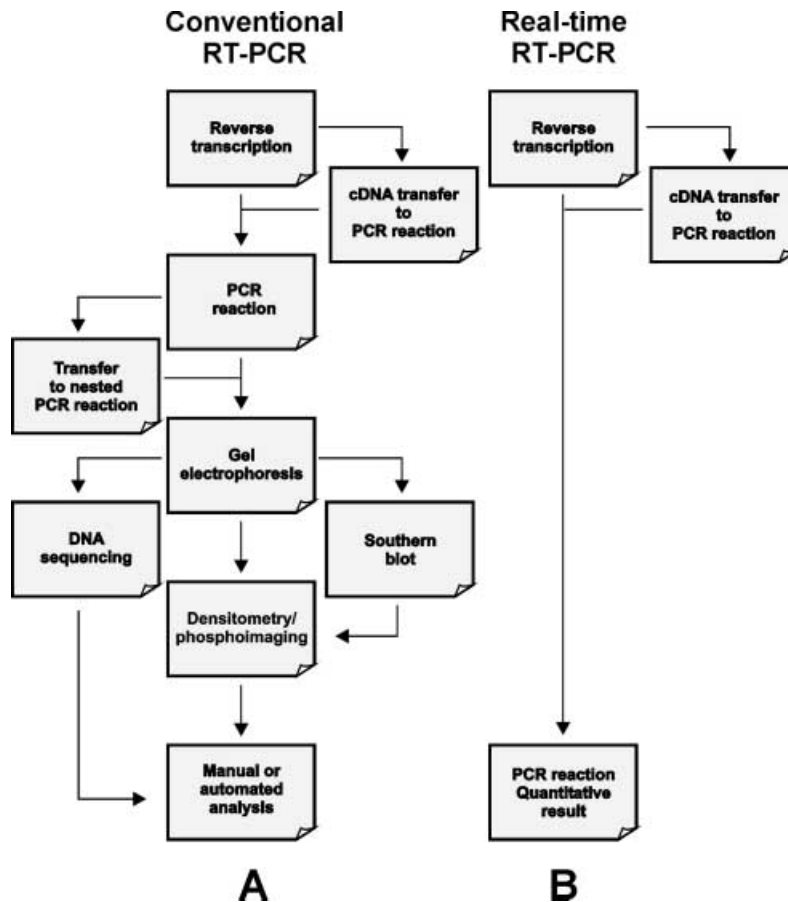 Conventional
RT-PCR
Reverse
transcription
cDNA transfer
to
PCR reaction
PCR
reaction
Transfer
to nested
PCR reaction
Gel
electrophoresis
DNA
sequencing
Southern
blot
Densitometry/
phosphoimaging
Manual or
automated
analysis
A
Real-time
RT-PCR
Reverse
transcription
cDNA transfer
to
PCR reaction
PCR reaction
Quantitative
result
B